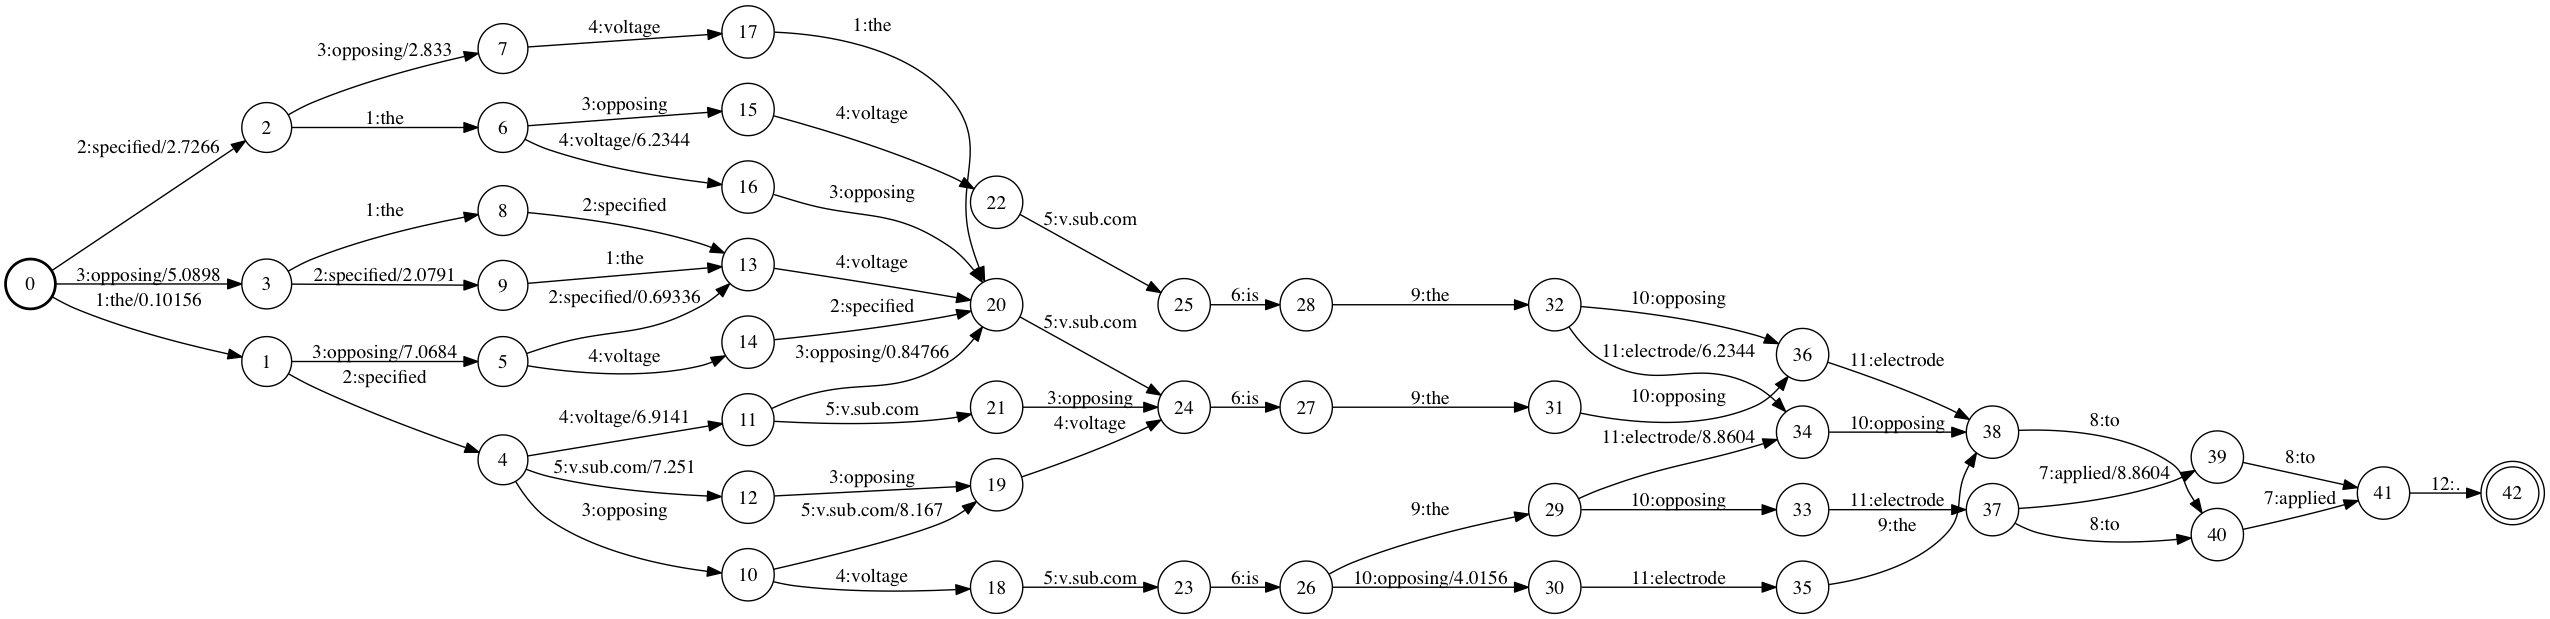 0
2:specified/2.7266
3:opposing/5.0898
1:the/0.10156
2
3
1
3:opposing/2.833
1:the
1:the
2:specified/2.0791
3:opposing/7.0684
2:specified
7
6
8
9
5
4
4:voltage
3:opposing
4:voltage/6.2344
2:specified
1:the
2:specified/0.69336
4:voltage
4:voltage/6.9141
5:v.sub.com/7.251
3:opposing
17
15
16
13
14
11
12
10
1:the
4:voltage
3:opposing
4:voltage
2:specified
3:opposing/0.84766
5:v.sub.com
3:opposing
5:v.sub.com/8.167
4:voltage
22
20
21
19
18
5:v.sub.com
5:v.sub.com
3:opposing
4:voltage
5:v.sub.com
25
24
23
6:is
6:is
6:is
28
27
26
9:the
9:the
9:the
10:opposing/4.0156
32
31
29
30
10:opposing
11:electrode/6.2344
10:opposing
11:electrode/8.8604
10:opposing
11:electrode
36
34
33
35
11:electrode
10:opposing
11:electrode
9:the
38
37
8:to
7:applied/8.8604
8:to
39
40
8:to
7:applied
41
12:.
42